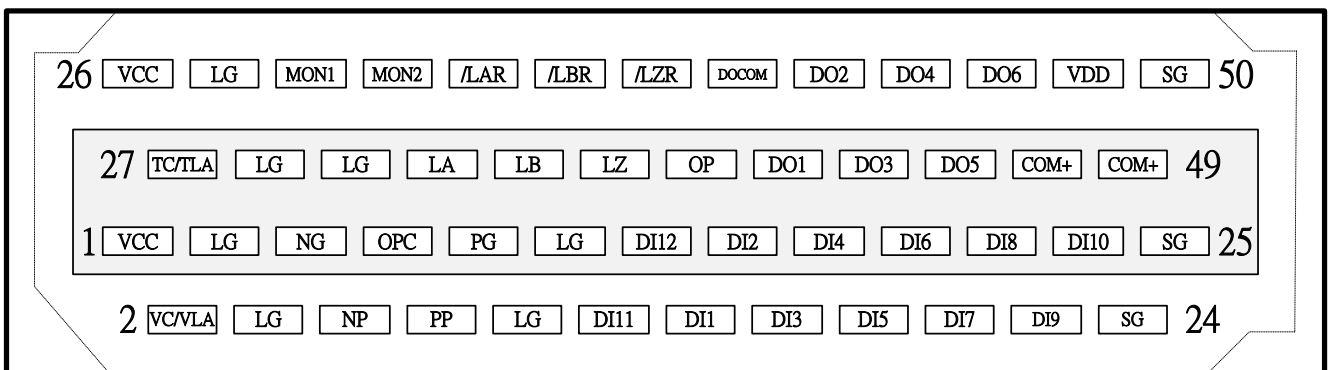 26 VCC LG MON1 MON2 /LAR /LBR /LZR DOCOM DO2 DO4 DO6 VDD SG 50
27 TC/TLA LG LG LA LB LZ OP DO1 DO3 DO5 COM+ COM+ 49
1 VCC LG NG OPC PG LG DI12 DI2 DI4 DI6 DI8 DI10 SG 25
2 VC/VLA LG NP PP LG DI11 DI1 DI3 DI5 DI7 DI9 SG 24